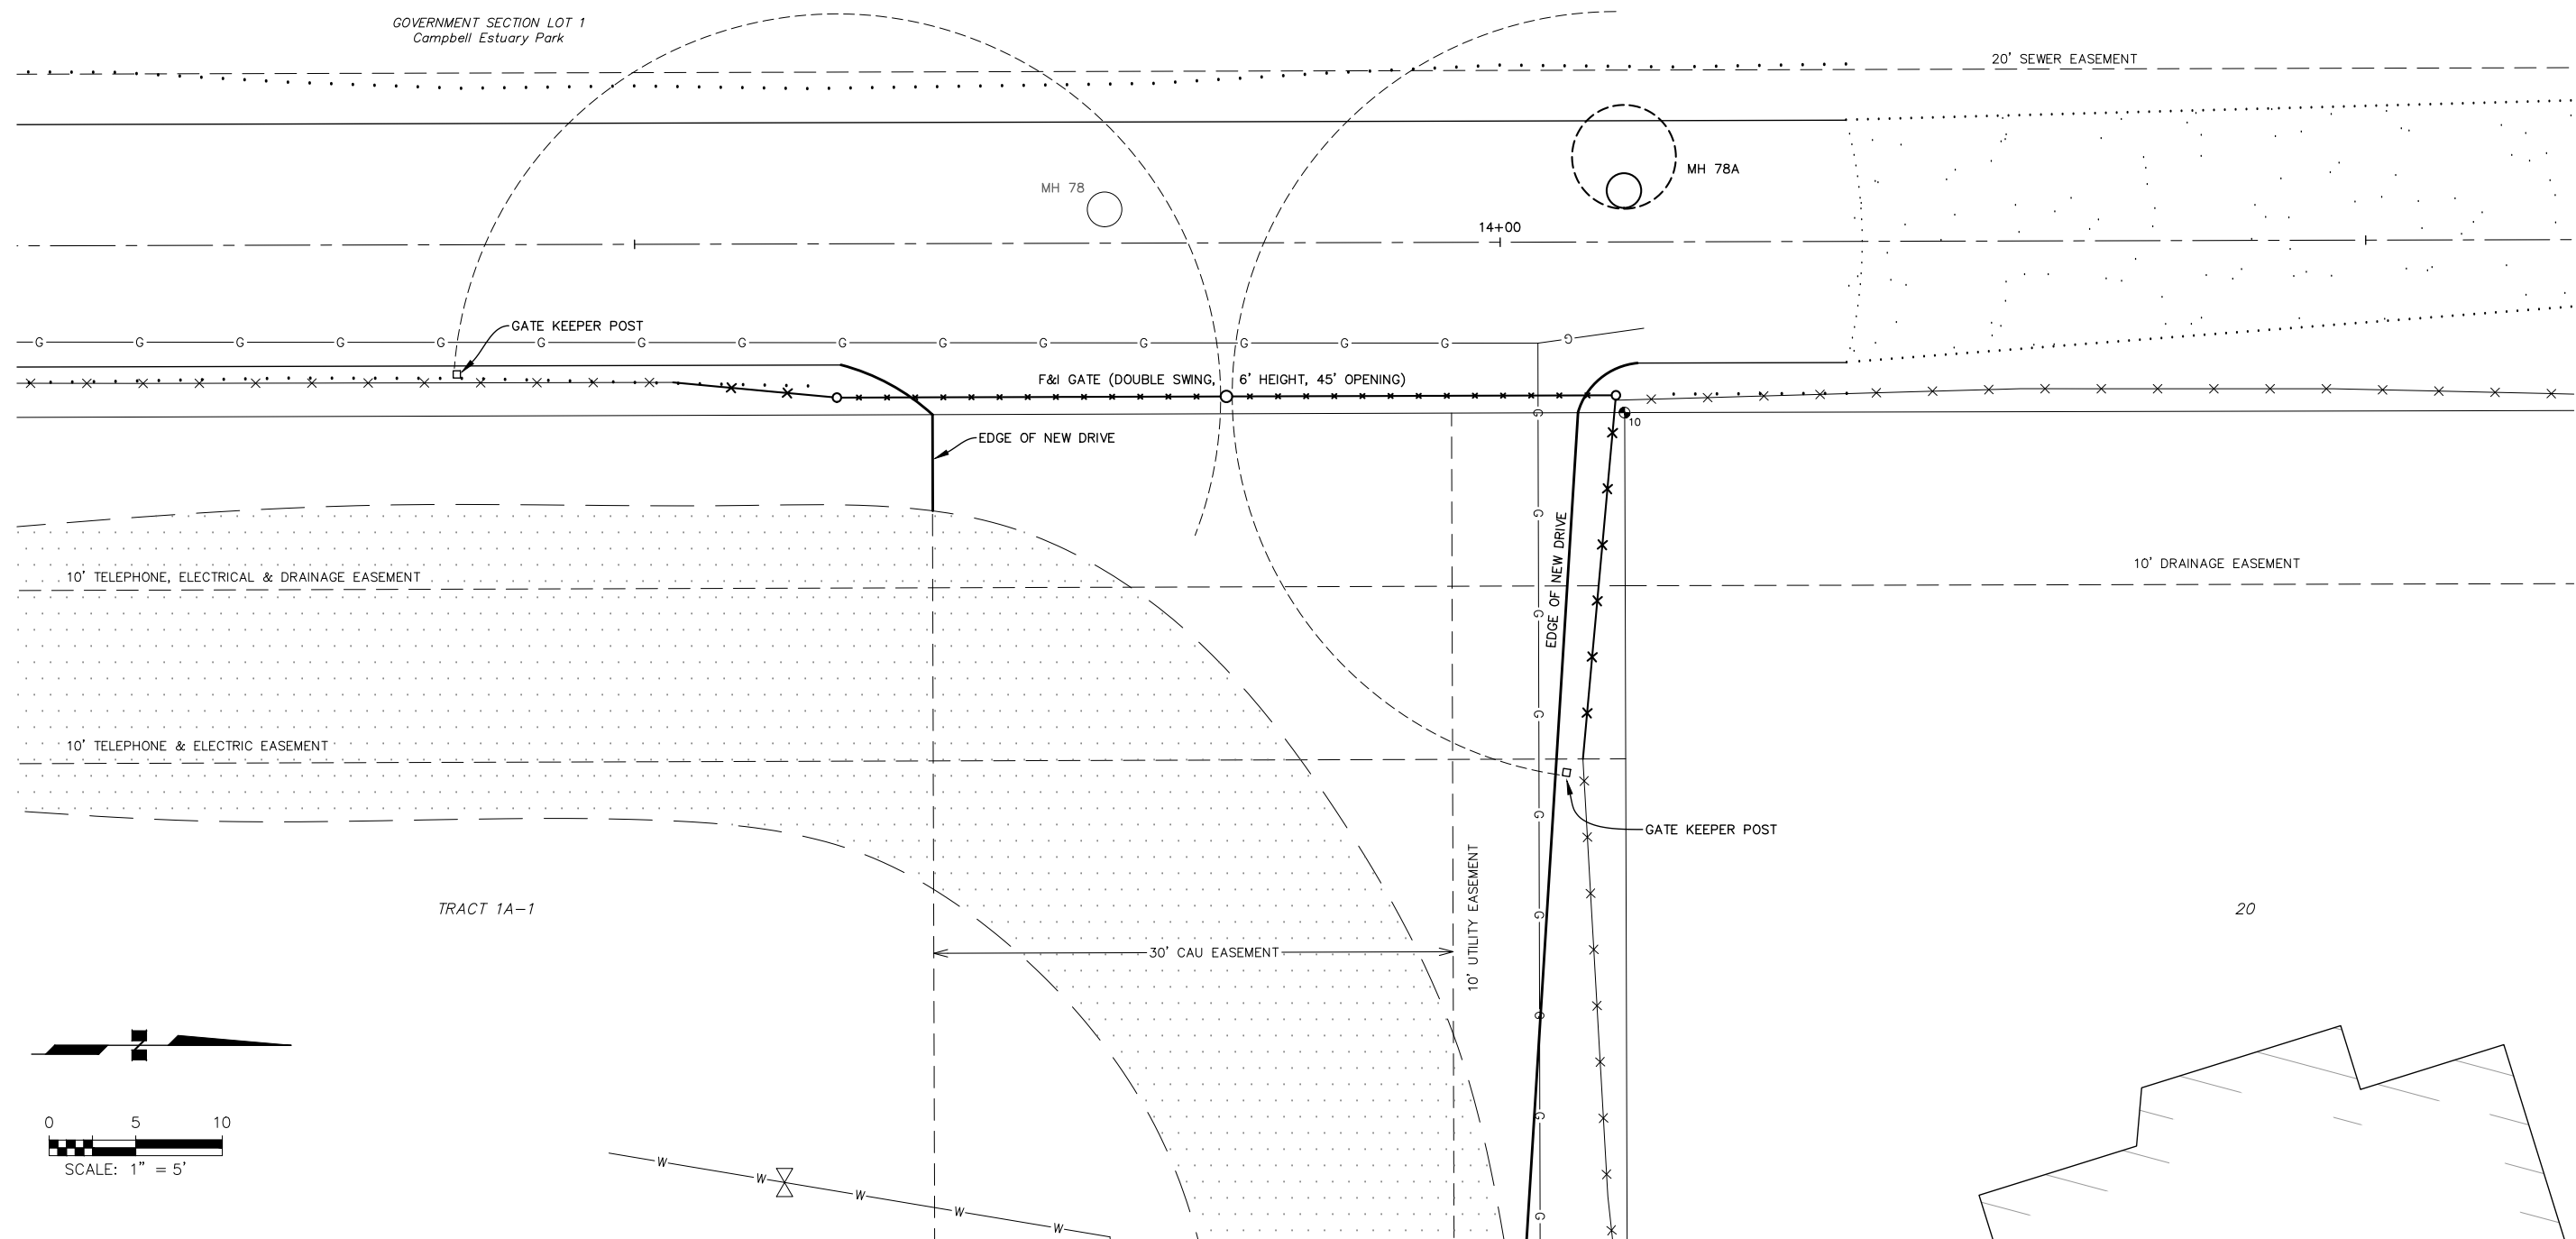 GOVERNMENT SECTION LOT 1
Campbell Estuary Park
20' SEWER EASEMENT
MH 78A
MH 78
14+00
GATE KEEPER POST
G G G G G G G G G G G G G G G G
F&I GATE (DOUBLE SWING, 6' HEIGHT, 45' OPENING)
10
EDGE OF NEW DRIVE
EDGE OF NEW DRIVE
G G G G G G G G G
10' DRAINAGE EASEMENT
10' TELEPHONE, ELECTRICAL & DRAINAGE EASEMENT
10' TELEPHONE & ELECTRIC EASEMENT
GATE KEEPER POST
10' UTILITY EASEMENT
TRACT 1A-1
20
30' CAU EASEMENT
N
0 5 10
SCALE: 1" = 5'
W W W W W